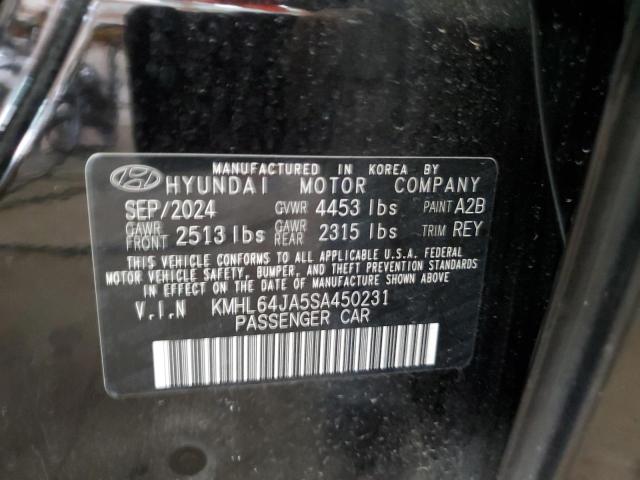 MANUFACTURED IN KOREA BY
HYUNDAI MOTOR COMPANY
SEP/2024 GVWR 4453 lbs PAINT A2B
GAWR FRONT 2513 lbs GAWR REAR 2315 lbs TRIM REY
THIS VEHICLE CONFORMS TO ALL APPLICABLE U.S.A. FEDERAL
MOTOR VEHICLE SAFETY, BUMPER, AND THEFT PREVENTION STANDARDS
IN EFFECT ON THE DATE OF MANUFACTURE SHOWN ABOVE.
V.I.N KMHL64JA5SA450231
PASSENGER CAR